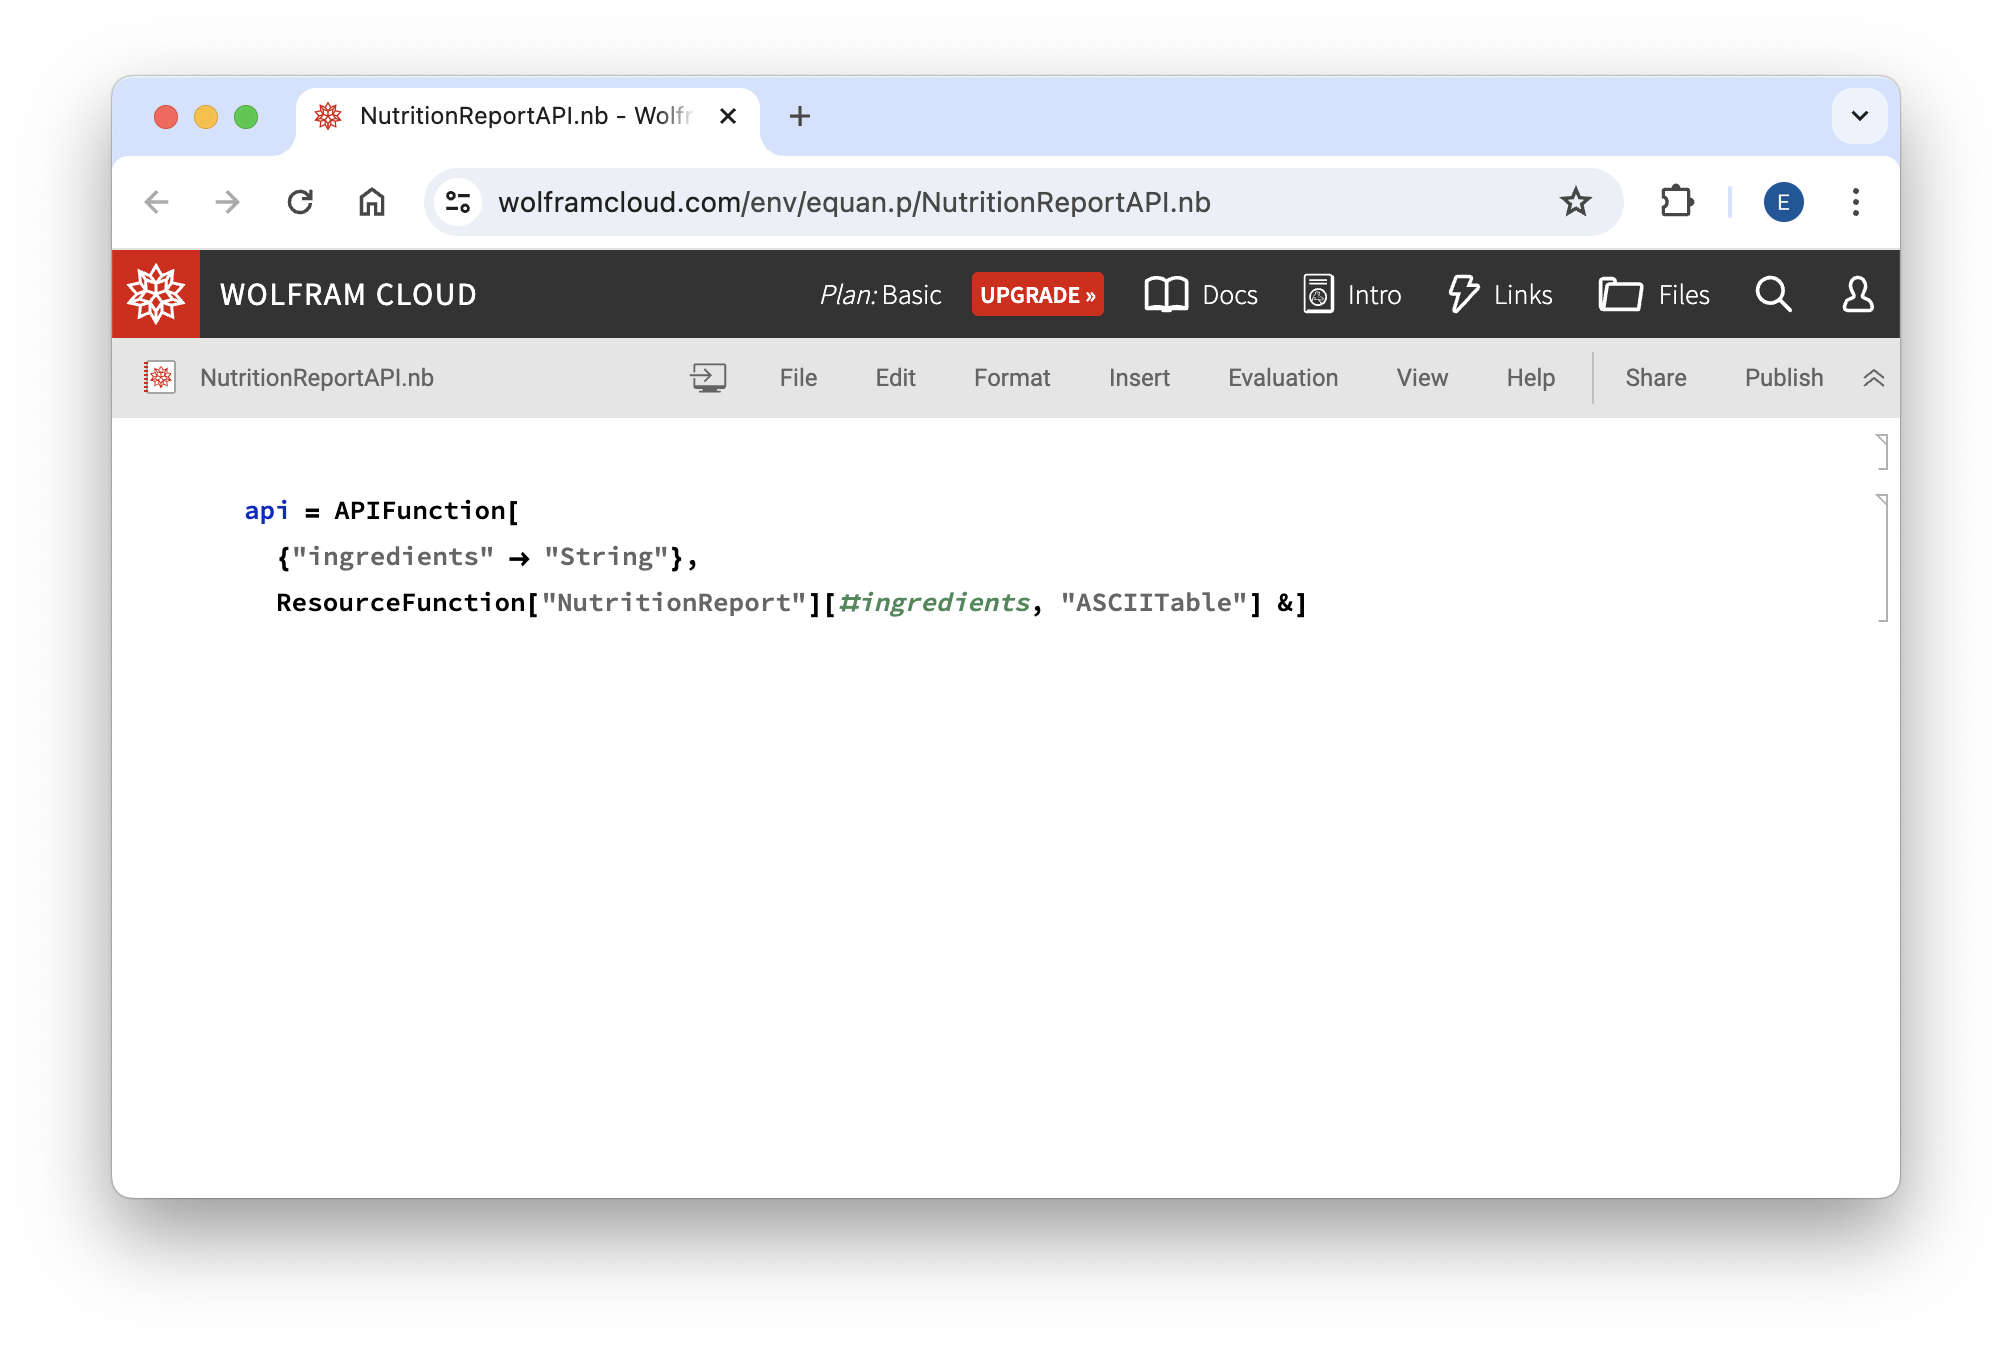 NutritionReportAPI.nb - Wolfr
wolframcloud.com/env/equan.p/NutritionReportAPI.nb
E
WOLFRAM CLOUD
Plan: Basic
UPGRADE »
Docs
Intro
Links
Files
NutritionReportAPI.nb
File
Edit
Format
Insert
Evaluation
View
Help
Share
Publish
api = APIFunction[
{"ingredients" → "String"},
ResourceFunction["NutritionReport"][#ingredients, "ASCIITable"] &]